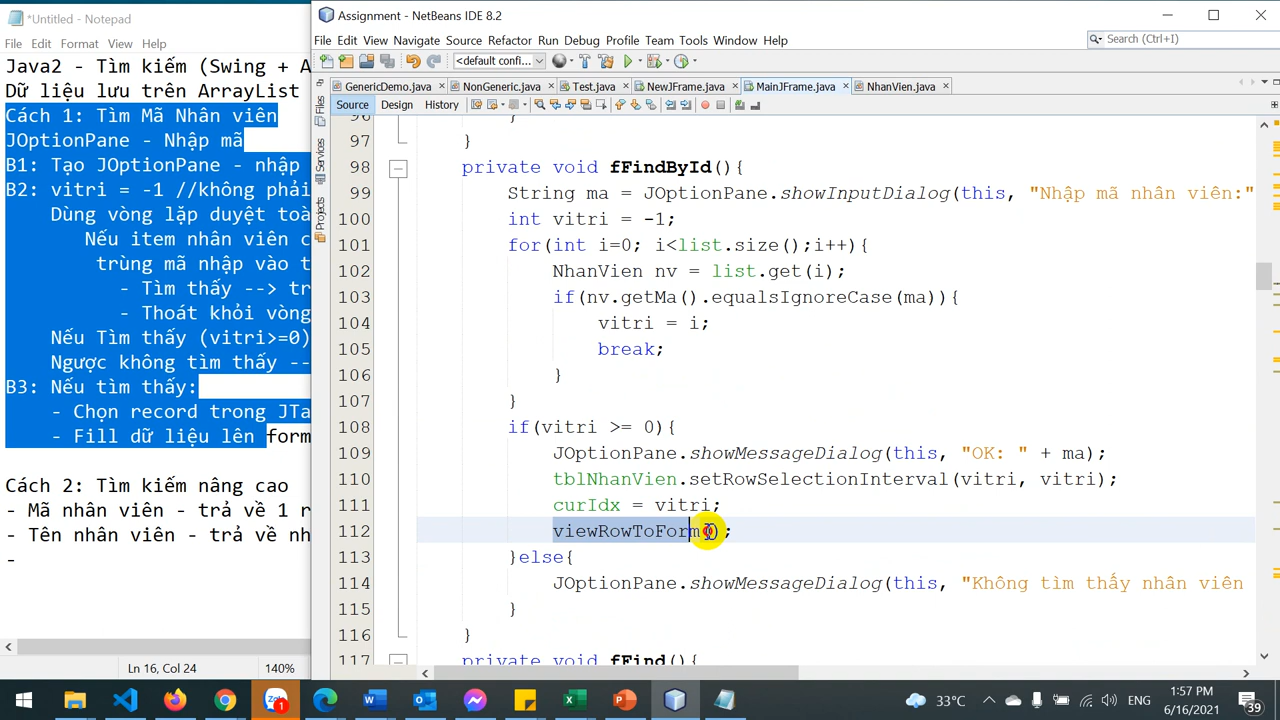 *Untitled - Notepad
File Edit Format View Help
Java2 - Tìm kiếm (Swing + A
Dữ liệu lưu trên ArrayList
Cách 1: Tìm Mã Nhân viên
JOptionPane - Nhập mã
B1: Tạo JOptionPane - nhập
B2: vitri = -1 //không phải
Dùng vòng lặp duyệt toà
Nếu item nhân viên c
trùng mã nhập vào t
- Tìm thấy --> tr
- Thoát khỏi vòng
Nếu Tìm thấy (vitri>=0)
Ngược không tìm thấy --
B3: Nếu tìm thấy:
- Chọn record trong JTa
- Fill dữ liệu lên form
Cách 2: Tìm kiếm nâng cao
- Mã nhân viên - trả về 1 r
- Tên nhân viên - trả về nh
-
Ln 16, Col 24 140%
Assignment - NetBeans IDE 8.2
File Edit View Navigate Source Refactor Run Debug Profile Team Tools Window Help
Search (Ctrl+I)
<default confi...
GenericDemo.java NonGeneric.java Test.java NewJFrame.java MainJFrame.java NhanVien.java
Source Design History
Files
Services
Projects
96 }
97 }
98 private void fFindById(){
99 String ma = JOptionPane.showInputDialog(this, "Nhập mã nhân viên:"
100 int vitri = -1;
101 for(int i=0; i<list.size();i++){
102 NhanVien nv = list.get(i);
103 if(nv.getMa().equalsIgnoreCase(ma)){
104 vitri = i;
105 break;
106 }
107 }
108 if(vitri >= 0){
109 JOptionPane.showMessageDialog(this, "OK: " + ma);
110 tblNhanVien.setRowSelectionInterval(vitri, vitri);
111 curIdx = vitri;
112 viewRowToForm();
113 }else{
114 JOptionPane.showMessageDialog(this, "Không tìm thấy nhân viên
115 }
116 }
117 private void fFind(){
33°C ENG 1:57 PM
6/16/2021
39